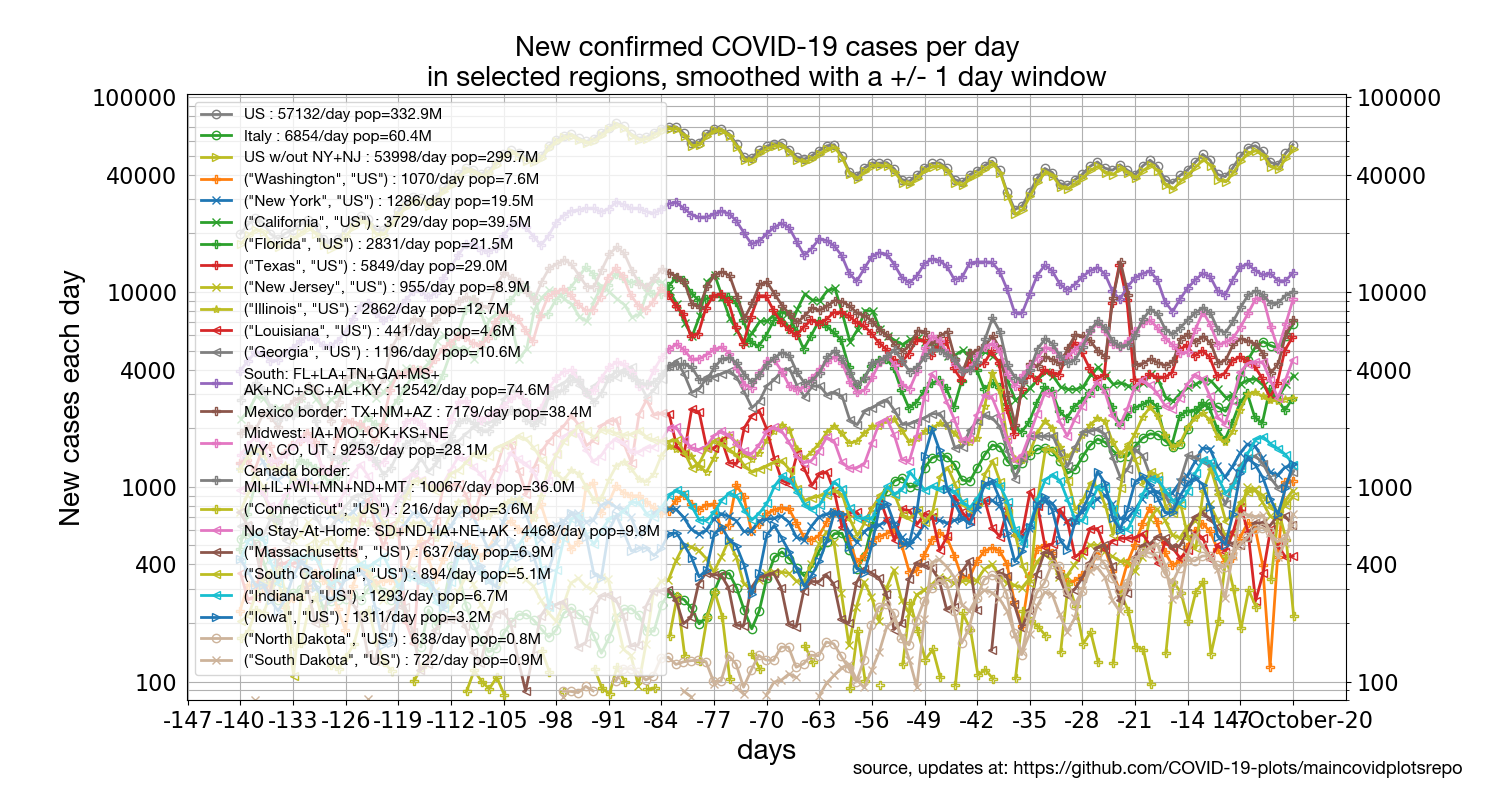 New confirmed COVID-19 cases per day
in selected regions, smoothed with a +/- 1 day window
100000
40000
10000
4000
1000
400
100
New cases each day
US : 57132/day pop=332.9M
Italy : 6854/day pop=60.4M
US w/out NY+NJ : 53998/day pop=299.7M
("Washington", "US") : 1070/day pop=7.6M
("New York", "US") : 1286/day pop=19.5M
("California", "US") : 3729/day pop=39.5M
("Florida", "US") : 2831/day pop=21.5M
("Texas", "US") : 5849/day pop=29.0M
("New Jersey", "US") : 955/day pop=8.9M
("Illinois", "US") : 2862/day pop=12.7M
("Louisiana", "US") : 441/day pop=4.6M
("Georgia", "US") : 1196/day pop=10.6M
South: FL+LA+TN+GA+MS+
AK+NC+SC+AL+KY : 12542/day pop=74.6M
Mexico border: TX+NM+AZ : 7179/day pop=38.4M
Midwest: IA+MO+OK+KS+NE
WY, CO, UT : 9253/day pop=28.1M
Canada border:
MI+IL+WI+MN+ND+MT : 10067/day pop=36.0M
("Connecticut", "US") : 216/day pop=3.6M
No Stay-At-Home: SD+ND+IA+NE+AK : 4468/day pop=9.8M
("Massachusetts", "US") : 637/day pop=6.9M
("South Carolina", "US") : 894/day pop=5.1M
("Indiana", "US") : 1293/day pop=6.7M
("Iowa", "US") : 1311/day pop=3.2M
("North Dakota", "US") : 638/day pop=0.8M
("South Dakota", "US") : 722/day pop=0.9M
100000
40000
10000
4000
1000
400
100
-147 -140 -133 -126 -119 -112 -105 -98 -91 -84 -77 -70 -63 -56 -49 -42 -35 -28 -21 -14 October-20
days
source, updates at: https://github.com/COVID-19-plots/maincovidplotsrepo